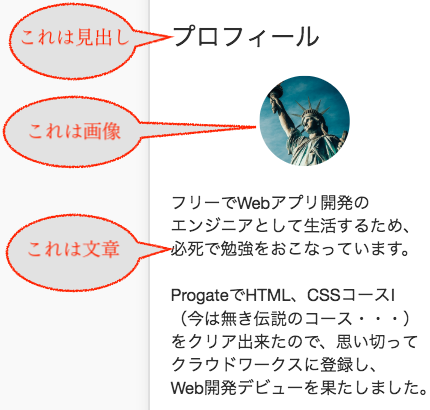 これは見出し
プロフィール
これは画像
これは文章
フリーでWebアプリ開発の
エンジニアとして生活するため、
必死で勉強をおこなっています。
ProgateでHTML、CSSコースI
（今は無き伝説のコース・・・）
をクリア出来たので、思い切って
クラウドワークスに登録し、
Web開発デビューを果たしました。